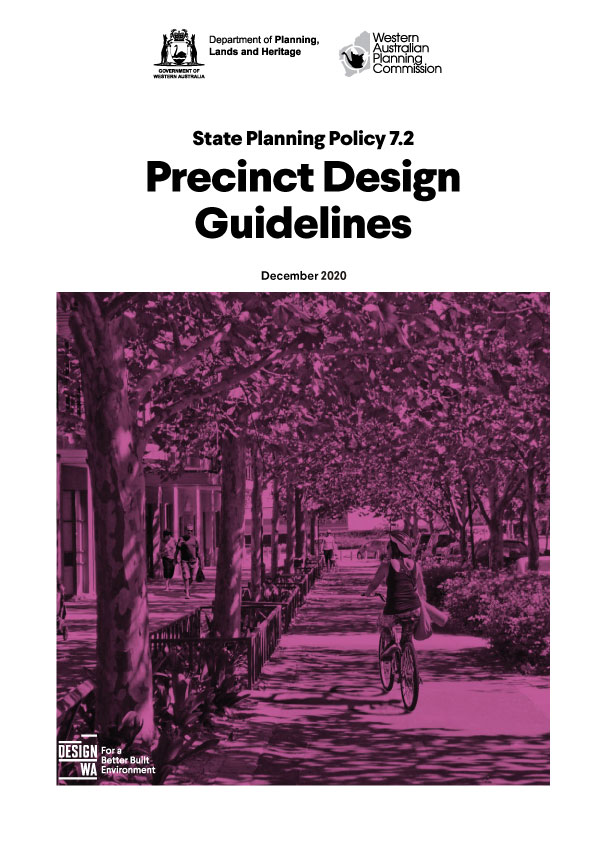 GOVERNMENT OF
WESTERN AUSTRALIA
Department of Planning,
Lands and Heritage
Western
Australian
Planning
Commission
State Planning Policy 7.2
Precinct Design
Guidelines
December 2020
DESIGN
WA
For a
Better Built
Environment